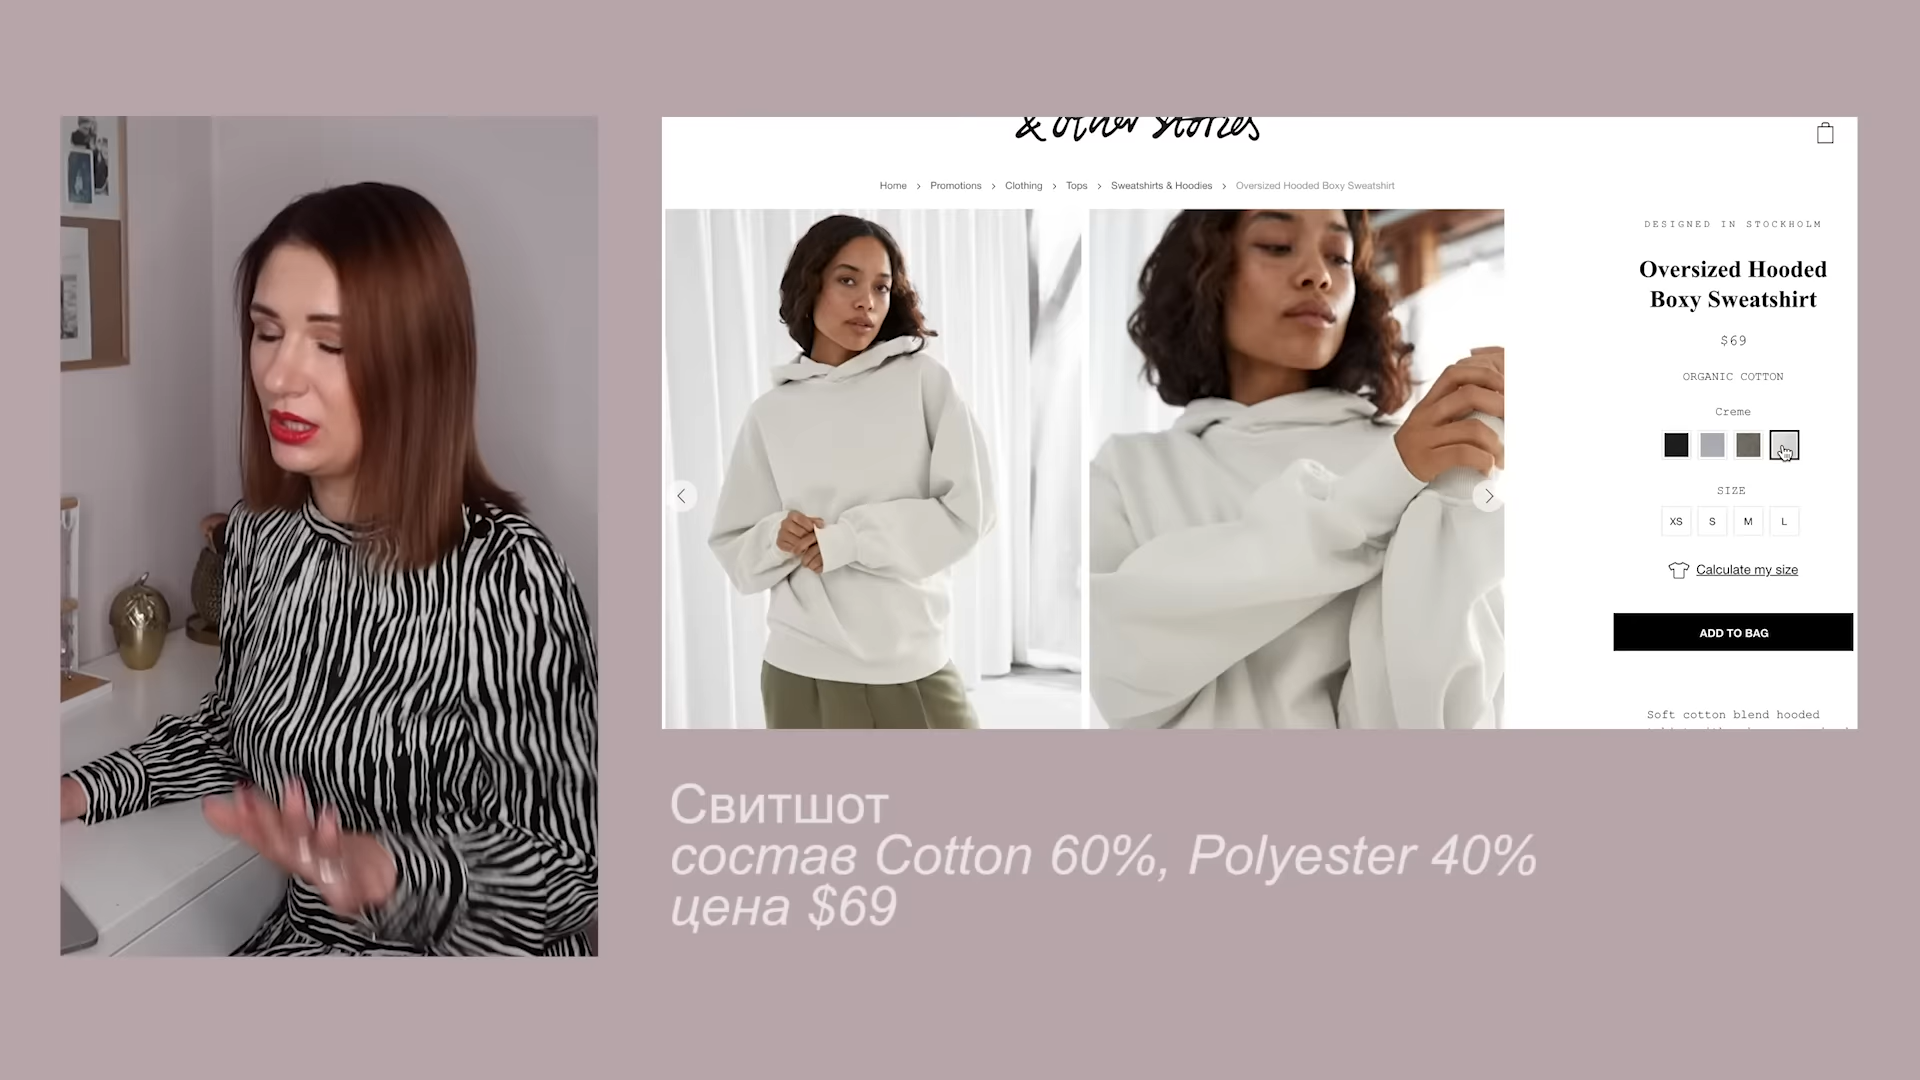 & other Stories
Home > Promotions > Clothing > Tops > Sweatshirts & Hoodies > Oversized Hooded Boxy Sweatshirt
DESIGNED IN STOCKHOLM
Oversized Hooded
Boxy Sweatshirt
$69
ORGANIC COTTON
Creme
SIZE
XS S M L
Calculate my size
ADD TO BAG
Soft cotton blend hooded
Свитшот
состав Cotton 60%, Polyester 40%
цена $69